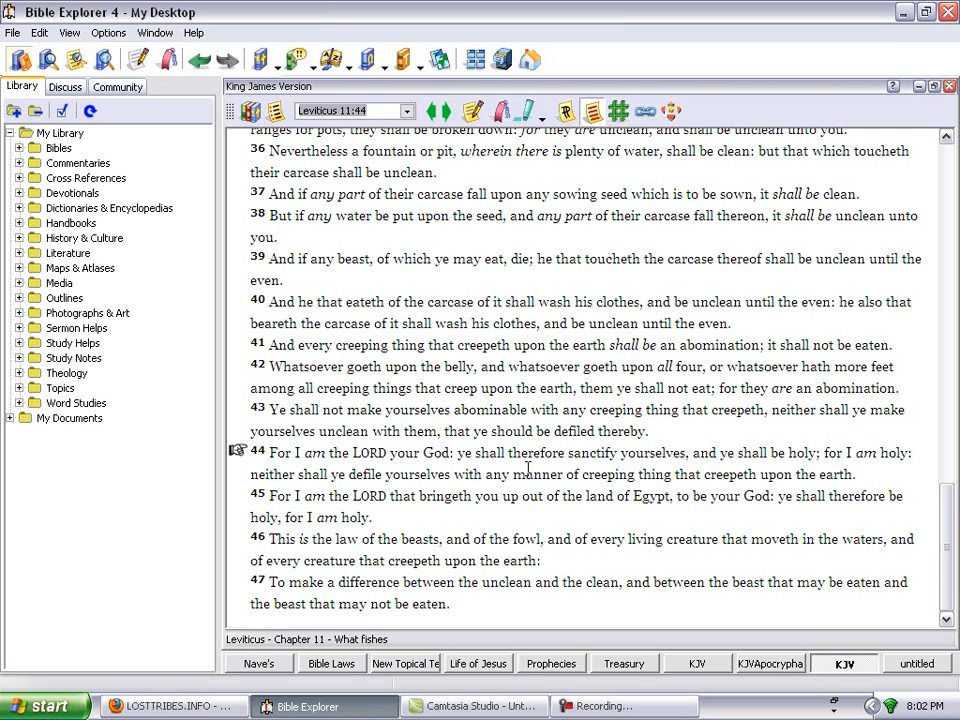 Bible Explorer 4 - My Desktop
File Edit View Options Window Help
Library Discuss Community
King James Version
Leviticus 11:44
My Library
Bibles
Commentaries
Cross References
Devotionals
Dictionaries & Encyclopedias
Handbooks
History & Culture
Literature
Maps & Atlases
Media
Outlines
Photographs & Art
Sermon Helps
Study Helps
Study Notes
Theology
Topics
Word Studies
My Documents
ranges for pots, they shall be broken down: for they are unclean, and shall be unclean unto you.
36 Nevertheless a fountain or pit, wherein there is plenty of water, shall be clean: but that which toucheth
their carcase shall be unclean.
37 And if any part of their carcase fall upon any sowing seed which is to be sown, it shall be clean.
38 But if any water be put upon the seed, and any part of their carcase fall thereon, it shall be unclean unto
you.
39 And if any beast, of which ye may eat, die; he that toucheth the carcase thereof shall be unclean until the
even.
40 And he that eateth of the carcase of it shall wash his clothes, and be unclean until the even: he also that
beareth the carcase of it shall wash his clothes, and be unclean until the even.
41 And every creeping thing that creepeth upon the earth shall be an abomination; it shall not be eaten.
42 Whatsoever goeth upon the belly, and whatsoever goeth upon all four, or whatsoever hath more feet
among all creeping things that creep upon the earth, them ye shall not eat; for they are an abomination.
43 Ye shall not make yourselves abominable with any creeping thing that creepeth, neither shall ye make
yourselves unclean with them, that ye should be defiled thereby.
44 For I am the LORD your God: ye shall therefore sanctify yourselves, and ye shall be holy; for I am holy:
neither shall ye defile yourselves with any manner of creeping thing that creepeth upon the earth.
45 For I am the LORD that bringeth you up out of the land of Egypt, to be your God: ye shall therefore be
holy, for I am holy.
46 This is the law of the beasts, and of the fowl, and of every living creature that moveth in the waters, and
of every creature that creepeth upon the earth:
47 To make a difference between the unclean and the clean, and between the beast that may be eaten and
the beast that may not be eaten.
Leviticus - Chapter 11 - What fishes
Nave's Bible Laws New Topical Te Life of Jesus Prophecies Treasury KJV KJVApocrypha KJV untitled
start LOSTTRIBES.INFO - ... Bible Explorer Camtasia Studio - Unt... Recording... 8:02 PM